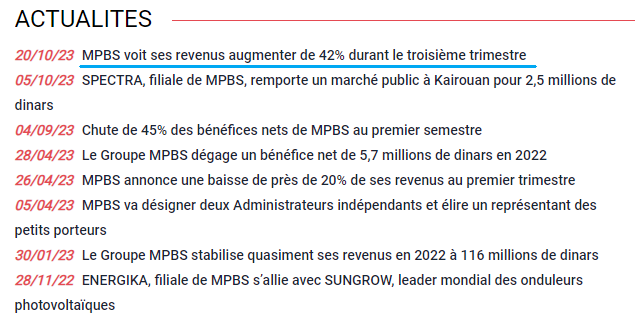 ACTUALITES
20/10/23 MPBS voit ses revenus augmenter de 42% durant le troisième trimestre
05/10/23 SPECTRA, filiale de MPBS, remporte un marché public à Kairouan pour 2,5 millions de
dinars
04/09/23 Chute de 45% des bénéfices nets de MPBS au premier semestre
28/04/23 Le Groupe MPBS dégage un bénéfice net de 5,7 millions de dinars en 2022
26/04/23 MPBS annonce une baisse de près de 20% de ses revenus au premier trimestre
05/04/23 MPBS va désigner deux Administrateurs indépendants et élire un représentant des
petits porteurs
30/01/23 Le Groupe MPBS stabilise quasiment ses revenus en 2022 à 116 millions de dinars
28/11/22 ENERGIKA, filiale de MPBS s'allie avec SUNGROW, leader mondial des onduleurs
photovoltaïques